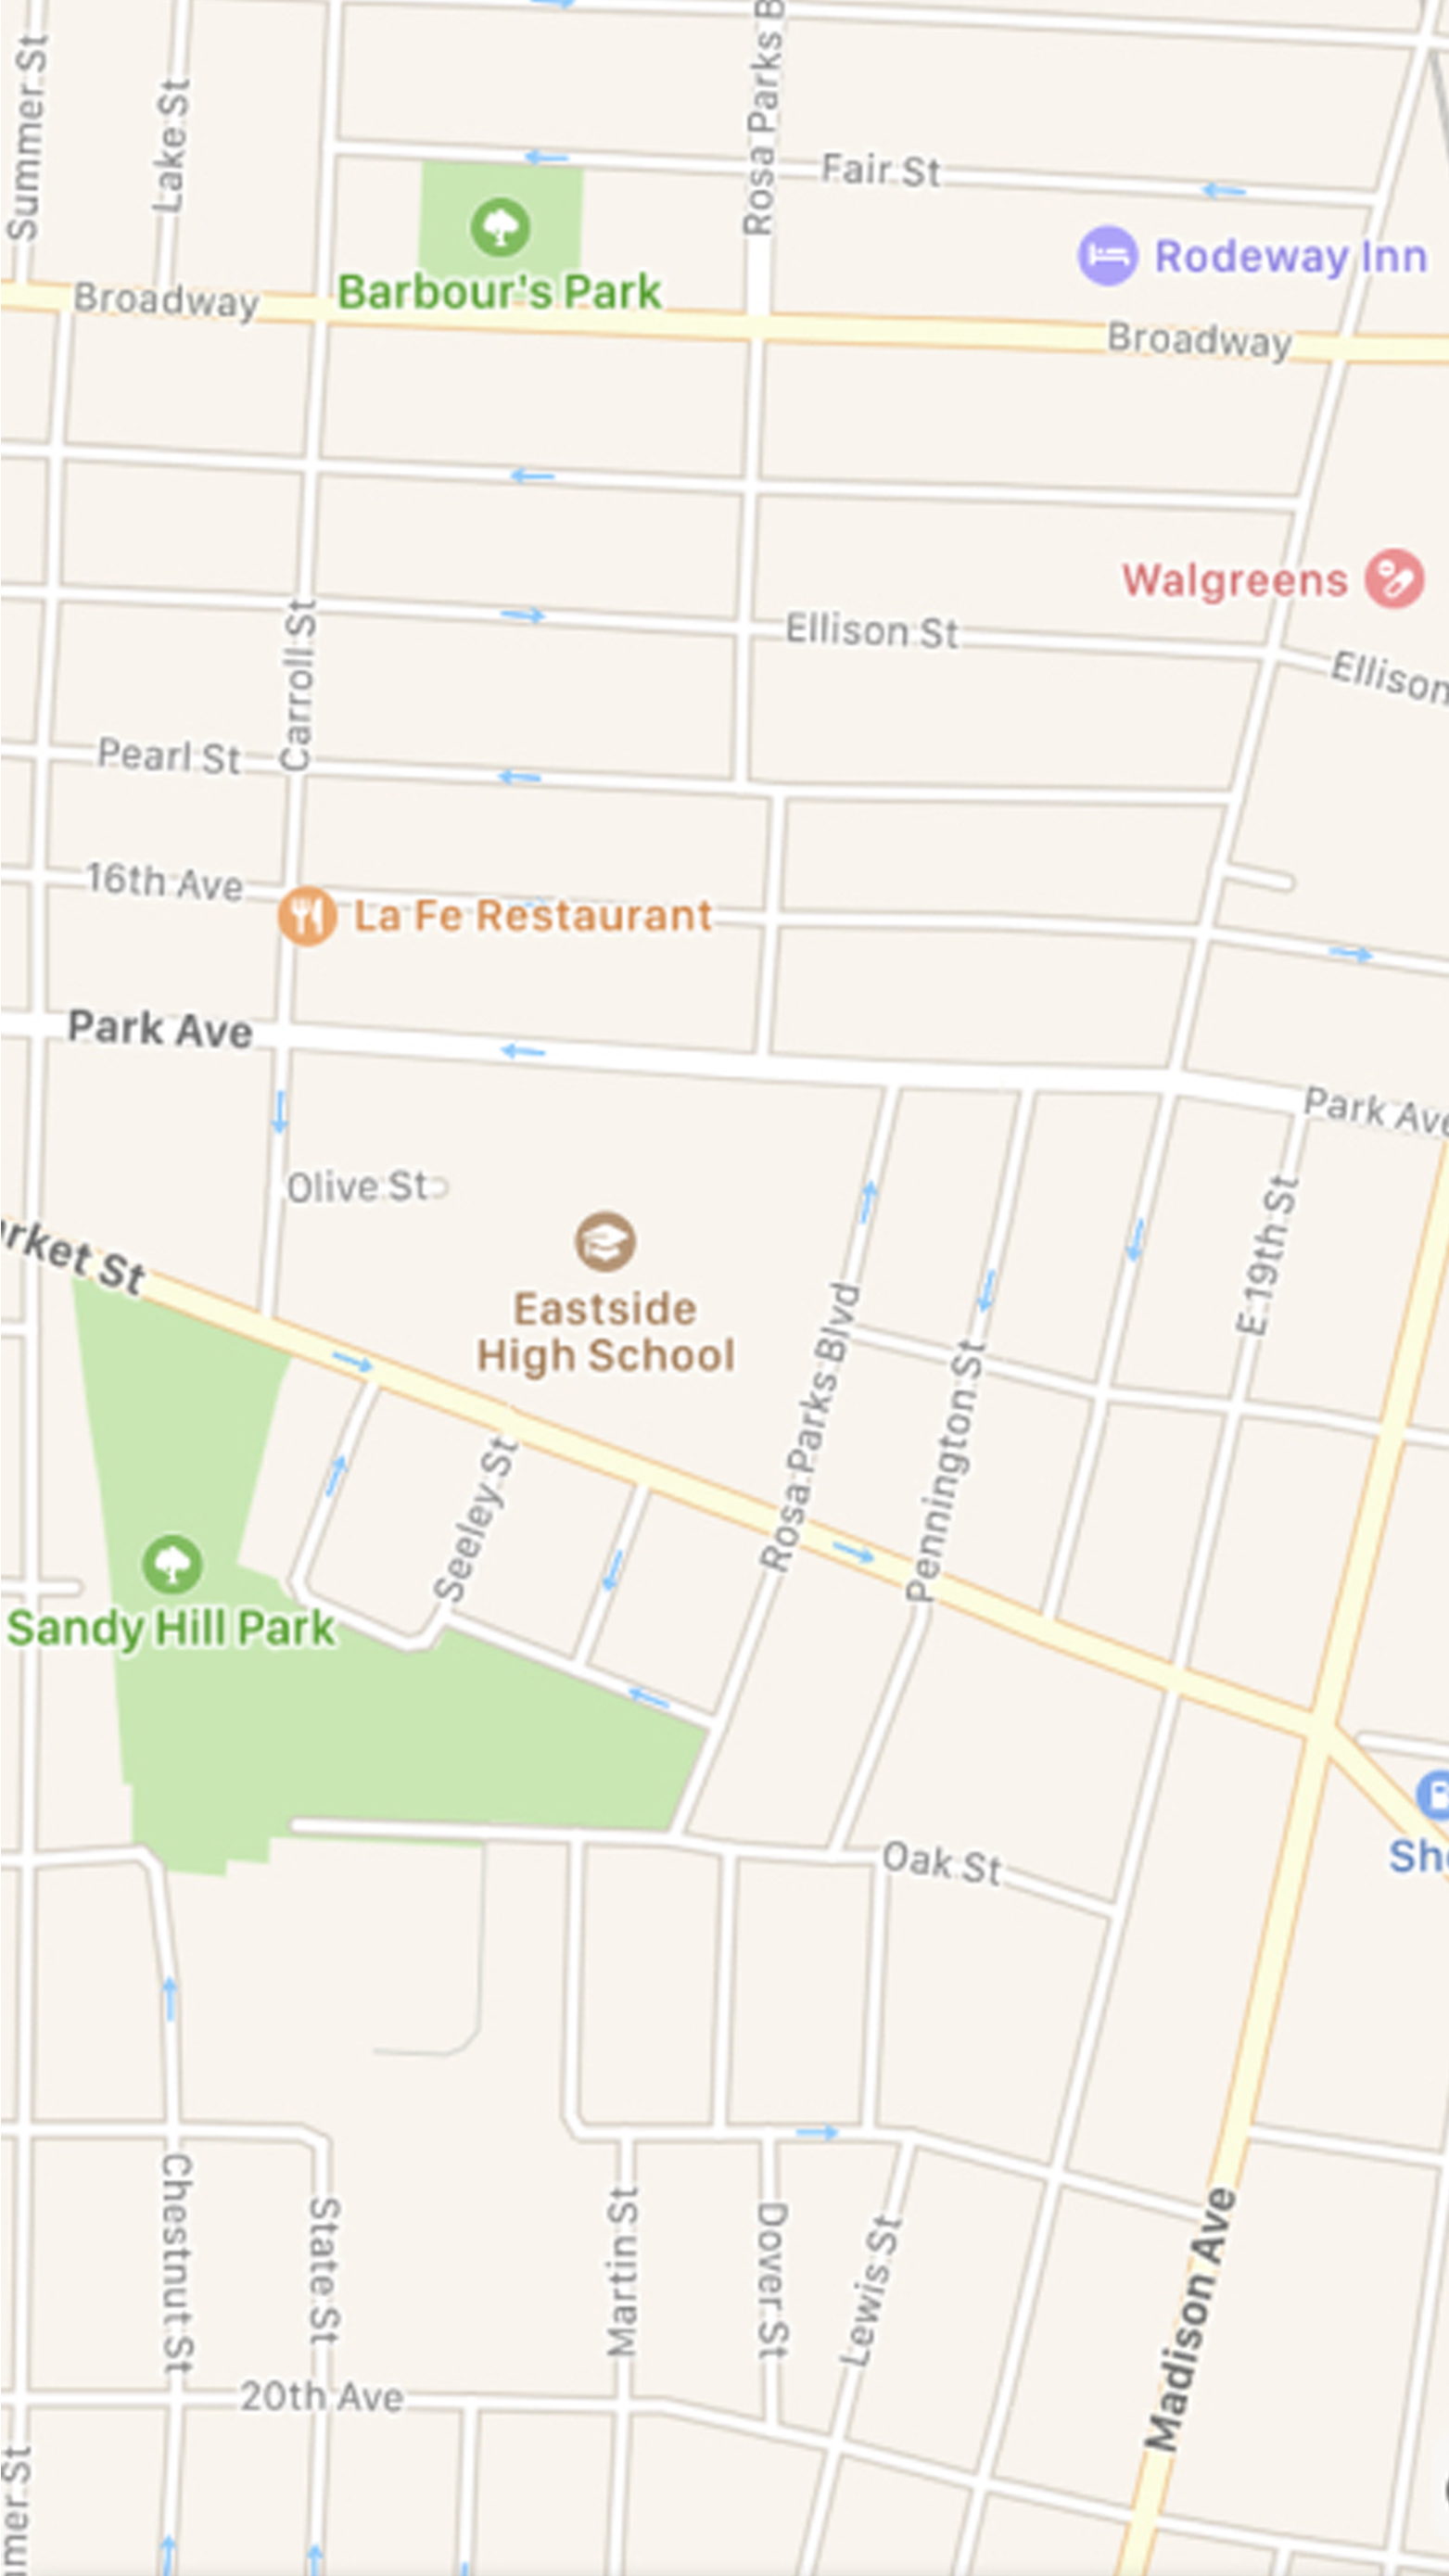 Summer St
Lake St
Rosa Parks B
Fair St
Rodeway Inn
Barbour's Park
Broadway
Broadway
Walgreens
Ellison St
Ellison
Carroll St
Pearl St
16th Ave
La Fe Restaurant
Park Ave
Park Ave
Olive St
E 19th St
rket St
Eastside
High School
Rosa Parks Blvd
Pennington St
Seeley St
Sandy Hill Park
Oak St
She
Chestnut St
State St
Martin St
Dover St
Lewis St
Madison Ave
20th Ave
mer St